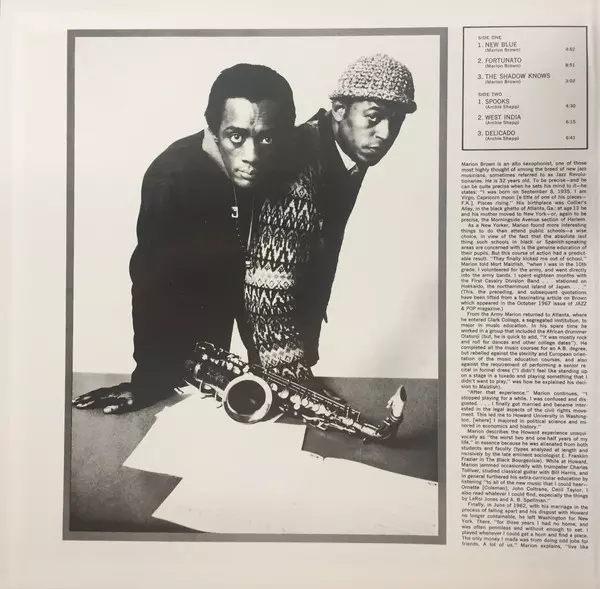 SIDE ONE
1. NEW BLUE
(Marion Brown) 4:52
2. FORTUNATO
(Marion Brown) 8:51
3. THE SHADOW KNOWS
(Marion Brown) 3:00
SIDE TWO
1. SPOOKS
(Archie Shepp) 4:30
2. WEST INDIA
(Archie Shepp) 6:15
3. DELICADO
(Archie Shepp) 6:41
Marion Brown is an alto saxophonist, one of those
most highly thought of among the breed of new jazz
musicians, sometimes referred to as Jazz Revolu-
tionaries. He is 32 years old. To be precise—and he
can be quite precise when he sets his mind to it—he
states: "I was born on September 8, 1935. I am
Virgo, Capricorn moon [a title of one of his pieces—
F.K.], Pisces rising." His birthplace was Cellier's
Alley, in the black ghetto of Atlanta, Ga.; at age 13 he
and his mother moved to New York—or, again to be
precise, the Morningside Avenue section of Harlem.
As a New Yorker, Marion found more interesting
things to do than attend public schools—a wise
choice, in view of the fact that the absolute last
thing such schools in black or Spanish-speaking
areas are concerned with is the genuine education of
their pupils. But this course of action had a predict-
able result. "They finally kicked me out of school,"
Marion told Mort Maizlish, "when I was in the 10th
grade. I volunteered for the army, and went directly
into the army bands. I spent eighteen months with
the First Cavalry Division Band . . . stationed on
Hokkaido, the northernmost island of Japan. . . ."
(This, the preceding, and subsequent quotations
have been lifted from a fascinating article on Brown
which appeared in the October 1967 issue of JAZZ
& POP magazine.)
From the Army Marion returned to Atlanta, where
he entered Clark College, a segregated institution, to
major in music education. In his spare time he
worked in a group that included the African drummer
Olatunji (but, he is quick to add, "it was mostly rock
and roll for dances and other college dates"). He
completed all the music courses for an A.B. degree,
but rebelled against the sterility and European orien-
tation of the music education courses, and also
against the requirement of performing a senior re-
cital in formal dress ("I didn't feel like standing up
on a stage in a tuxedo and playing something that I
didn't want to play," was how he explained his deci-
sion to Maizlish).
"After that experience," Marion continues, "I
stopped playing for a while. I was confused and dis-
gusted. . . . I finally got married and became inter-
ested in the legal aspects of the civil rights move-
ment. This led me to Howard University in Washing-
ton, [where] I majored in political science and mi-
nored in economics and history."
Marion describes the Howard experience unequi-
vocally as "the worst two and one-half years of my
life," in essence because he was alienated from both
students and faculty (types analyzed at length and
incisively by the late eminent sociologist E. Franklin
Frazier in The Black Bourgeoisie). While at Howard,
Marion jammed occasionally with trumpeter Charles
Tolliver, studied classical guitar with Bill Harris, and
in general furthered his extra-curricular education by
listening "to all of the new music that I could hear—
Ornette [Coleman], John Coltrane, Cecil Taylor. I
also read whatever I could find, especially the things
by LeRoi Jones and A. B. Spellman."
Finally, in June of 1962, with his marriage in the
process of falling apart and his disgust with Howard
no longer containable, he left Washington for New
York. There, "for three years I had no home, and
was often penniless and without enough to eat. I
played whenever I could get a horn and find a place.
The only money I made was from doing odd jobs for
friends. A lot of us," Marion explains, "live like